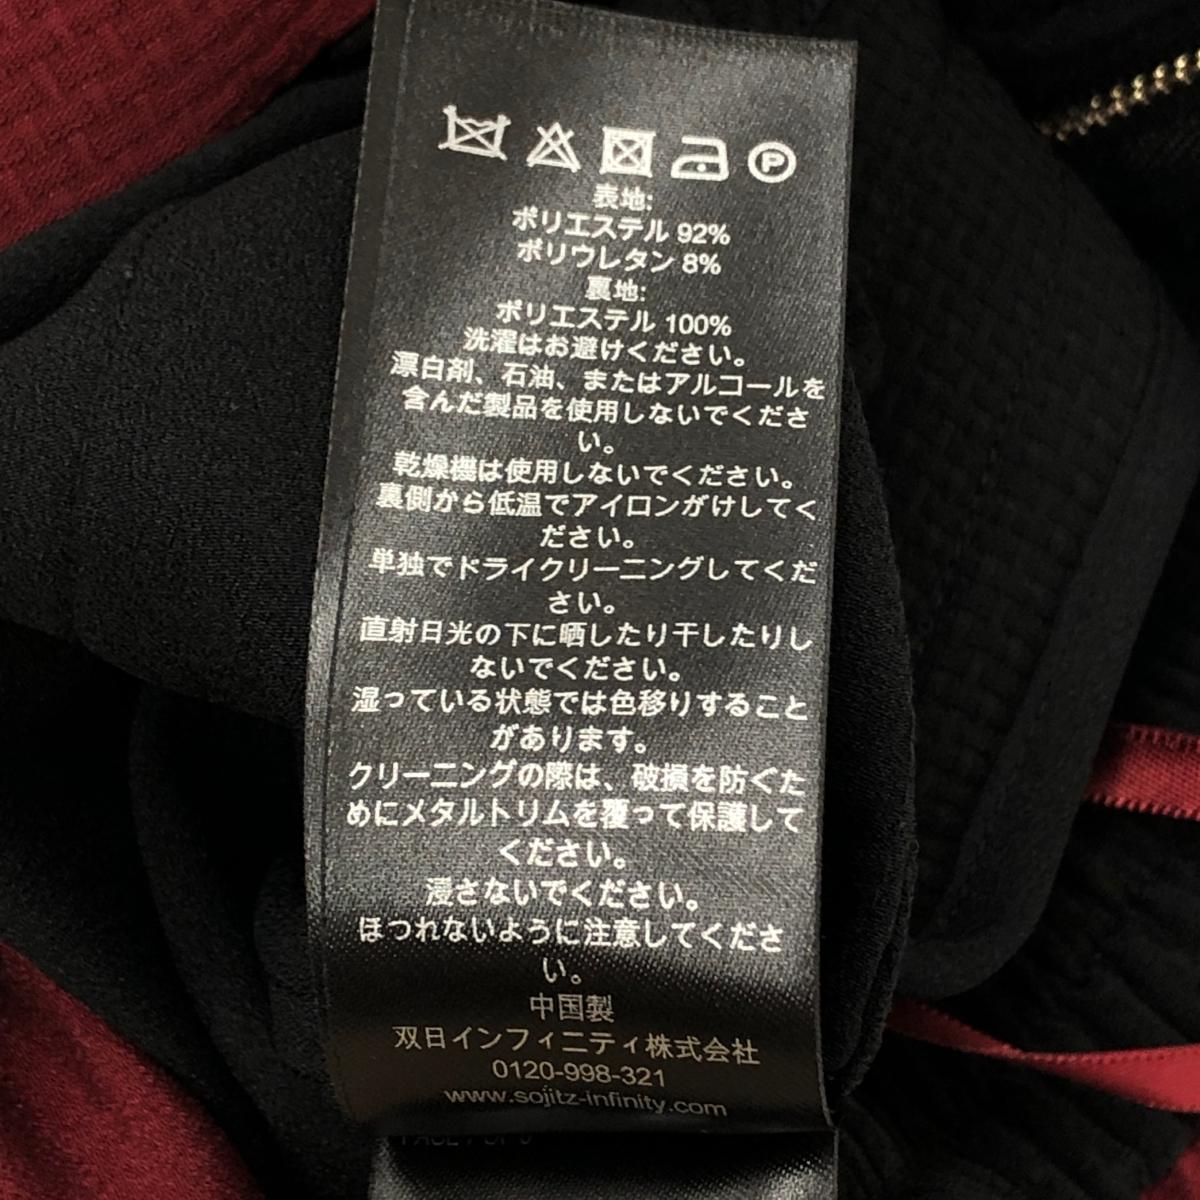 P
表地:
ポリエステル 92%
ポリウレタン 8%
裏地:
ポリエステル 100%
洗濯はお避けください。
漂白剤、石油、またはアルコールを
含んだ製品を使用しないでくださ
い。
乾燥機は使用しないでください。
裏側から低温でアイロンがけしてく
ださい。
単独でドライクリーニングしてくだ
さい。
直射日光の下に晒したり干したりし
ないでください。
湿っている状態では色移りすること
があります。
クリーニングの際は、破損を防ぐた
めにメタルトリムを覆って保護して
ください。
浸さないでください。
ほつれないように注意してくださ
い。
中国製
双日インフィニティ株式会社
0120-998-321
www.sojitz-infinity.com